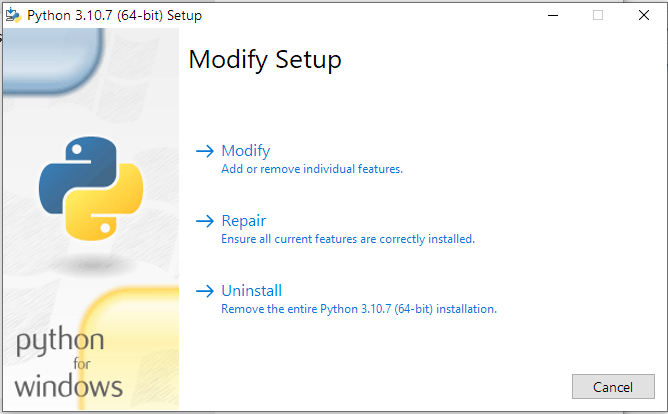 Python 3.10.7 (64-bit) Setup
Modify Setup
Modify
Add or remove individual features.
Repair
Ensure all current features are correctly installed.
Uninstall
Remove the entire Python 3.10.7 (64-bit) installation.
python
for
windows
Cancel